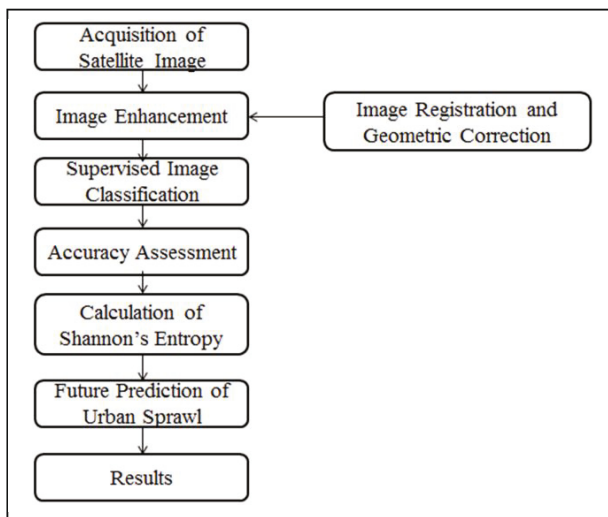 Acquisition of
Satellite Image
Image Enhancement
Image Registration and
Geometric Correction
Supervised Image
Classification
Accuracy Assessment
Calculation of
Shannon's Entropy
Future Prediction of
Urban Sprawl
Results